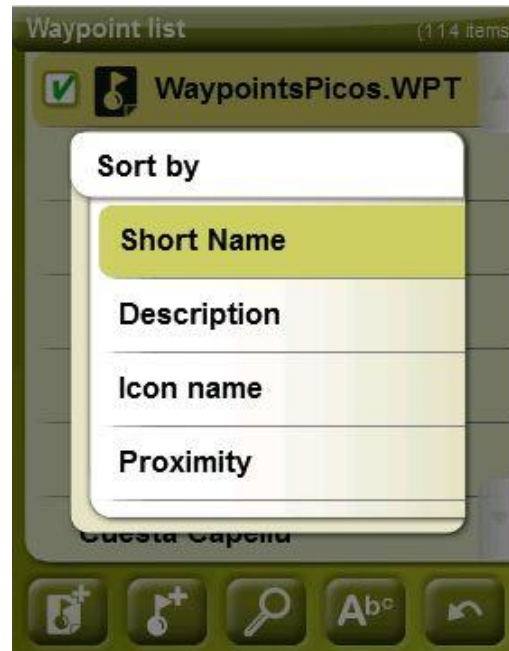 Waypoint list (114 items
WaypointsPicos.WPT
Sort by
Short Name
Description
Icon name
Proximity
Cuesta Capellu
Abc